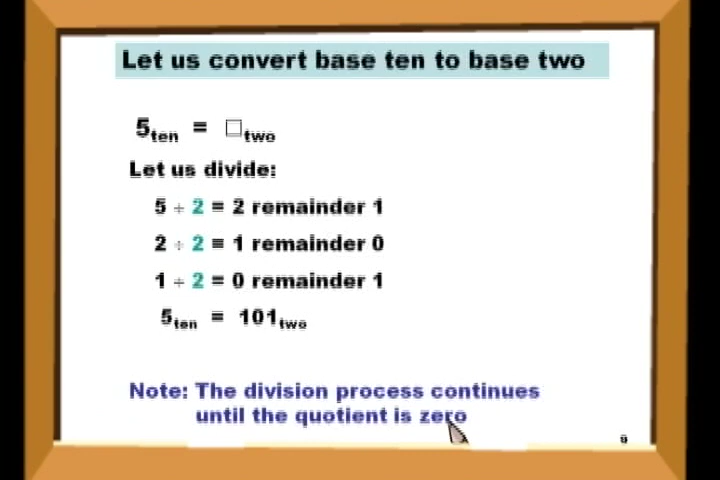 Let us convert base ten to base two
5ten = □two
Let us divide:
5 ÷ 2 = 2 remainder 1
2 ÷ 2 = 1 remainder 0
1 ÷ 2 = 0 remainder 1
5ten = 101two
Note: The division process continues
until the quotient is zero